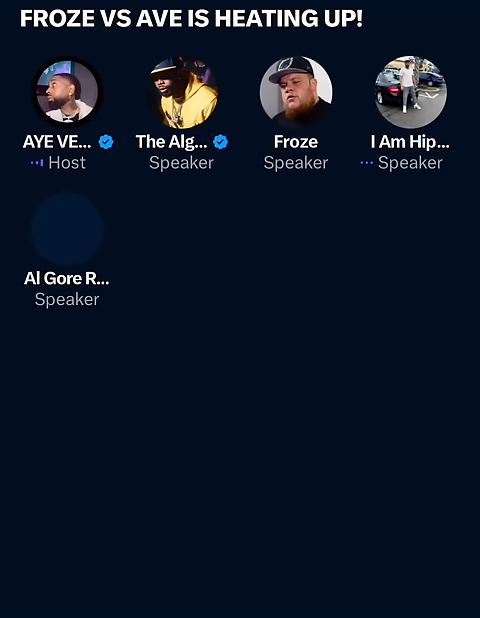 FROZE VS AVE IS HEATING UP!
AYE VE... The Alg... Froze I Am Hip...
Host Speaker Speaker Speaker
Al Gore R...
Speaker